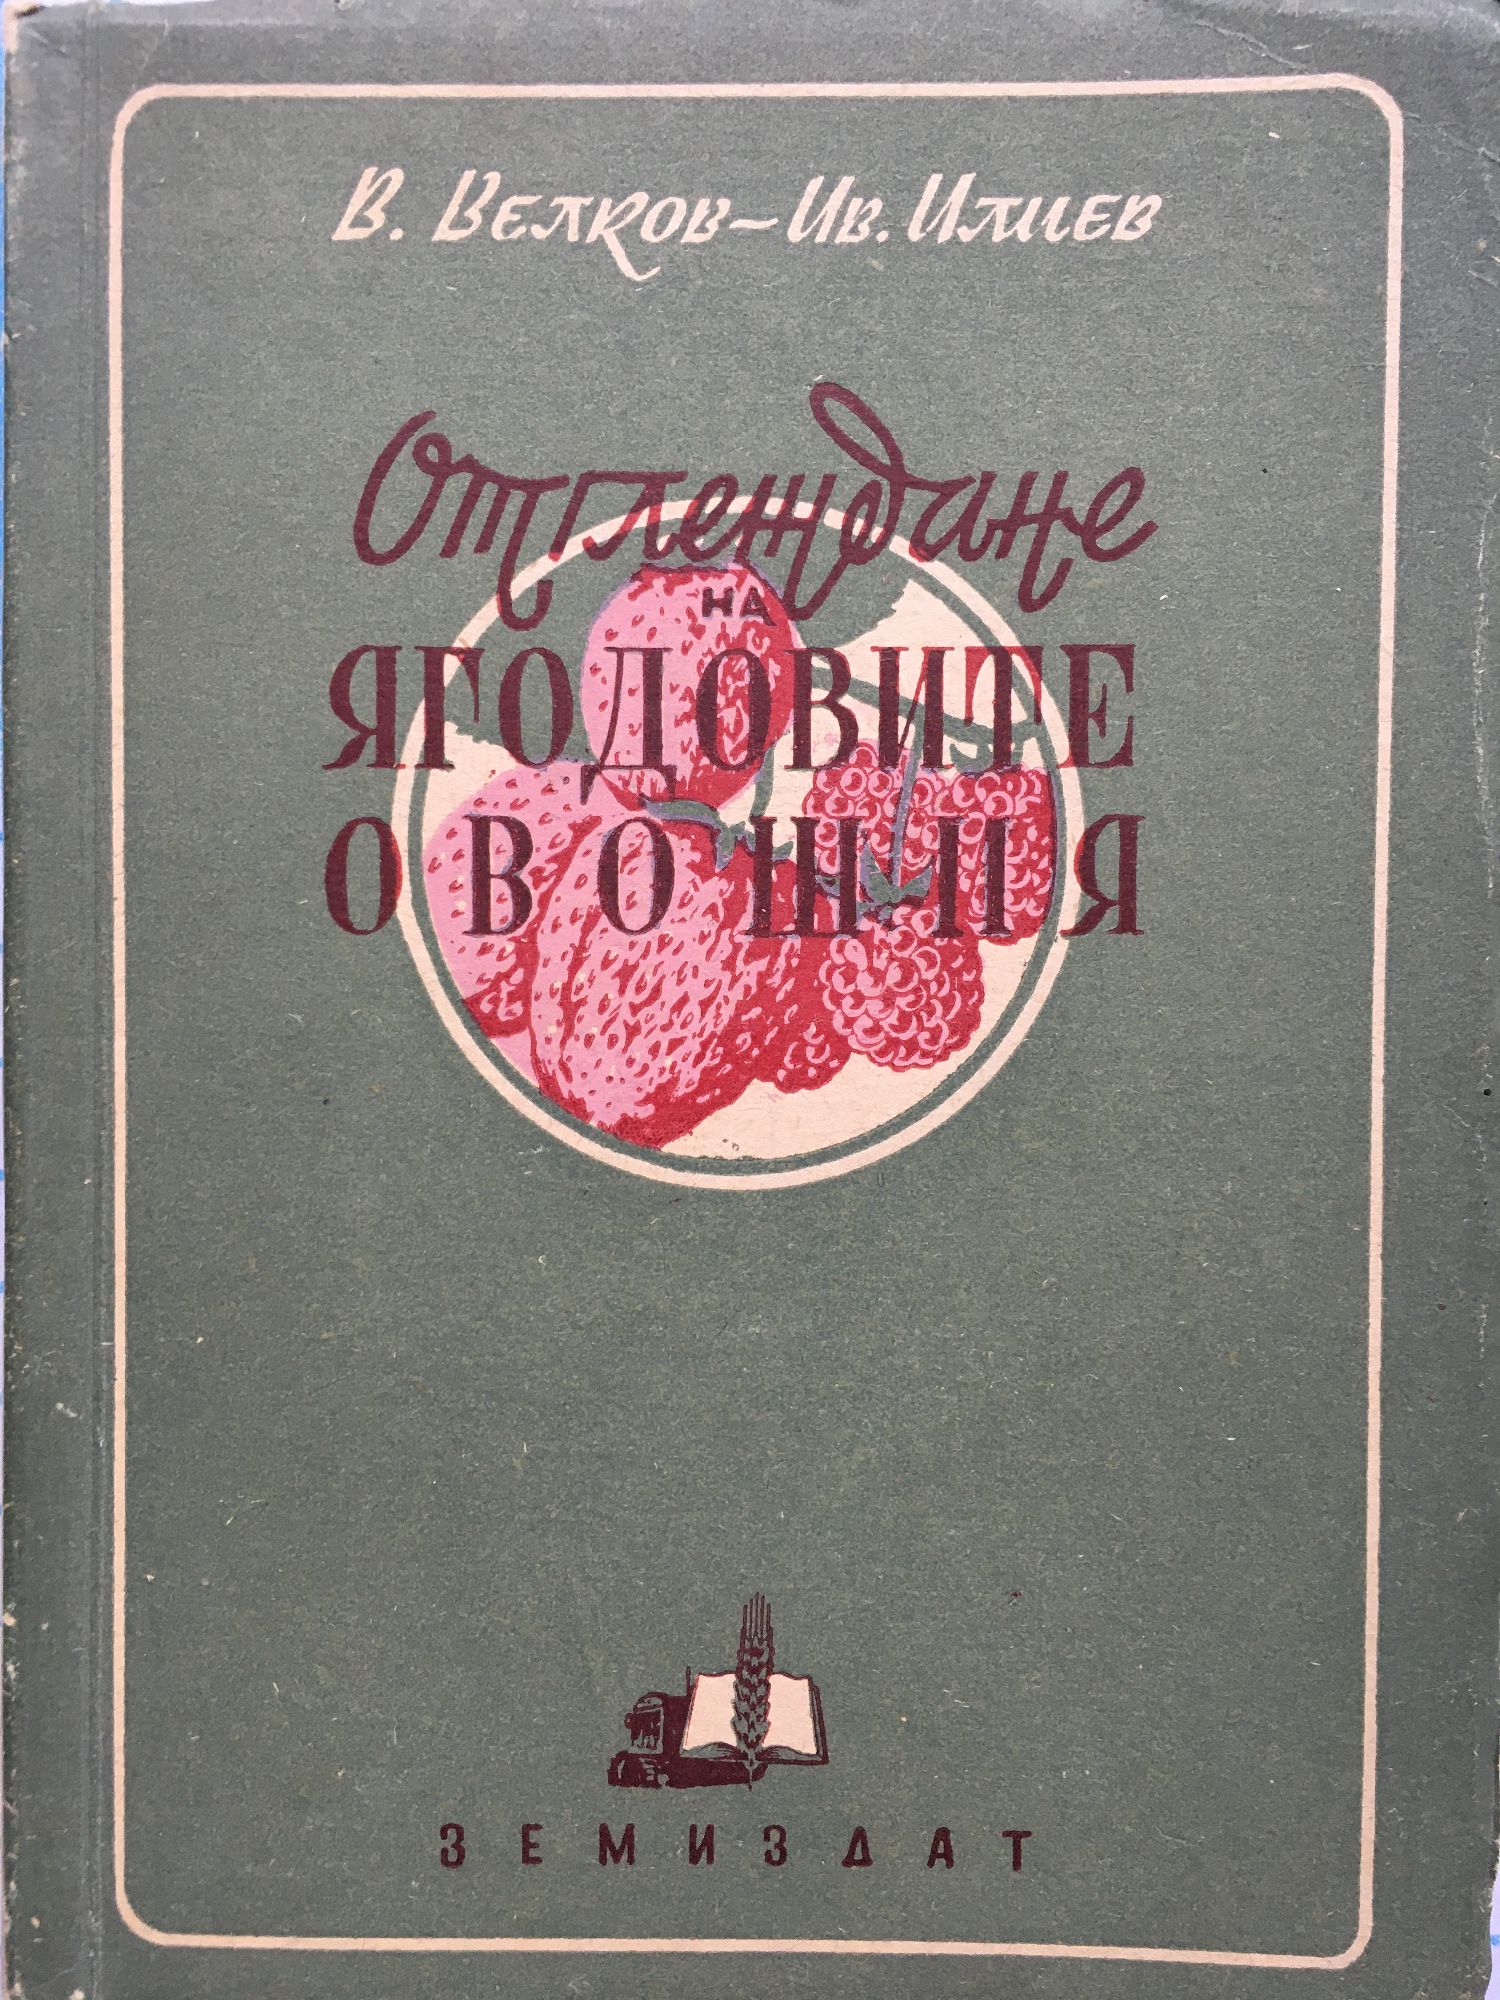 В. Велков – Ив. Илиев
Отглеждане
НА
ЯГОДОВИТЕ
ОВОЩИЯ
ЗЕМИЗДАТ